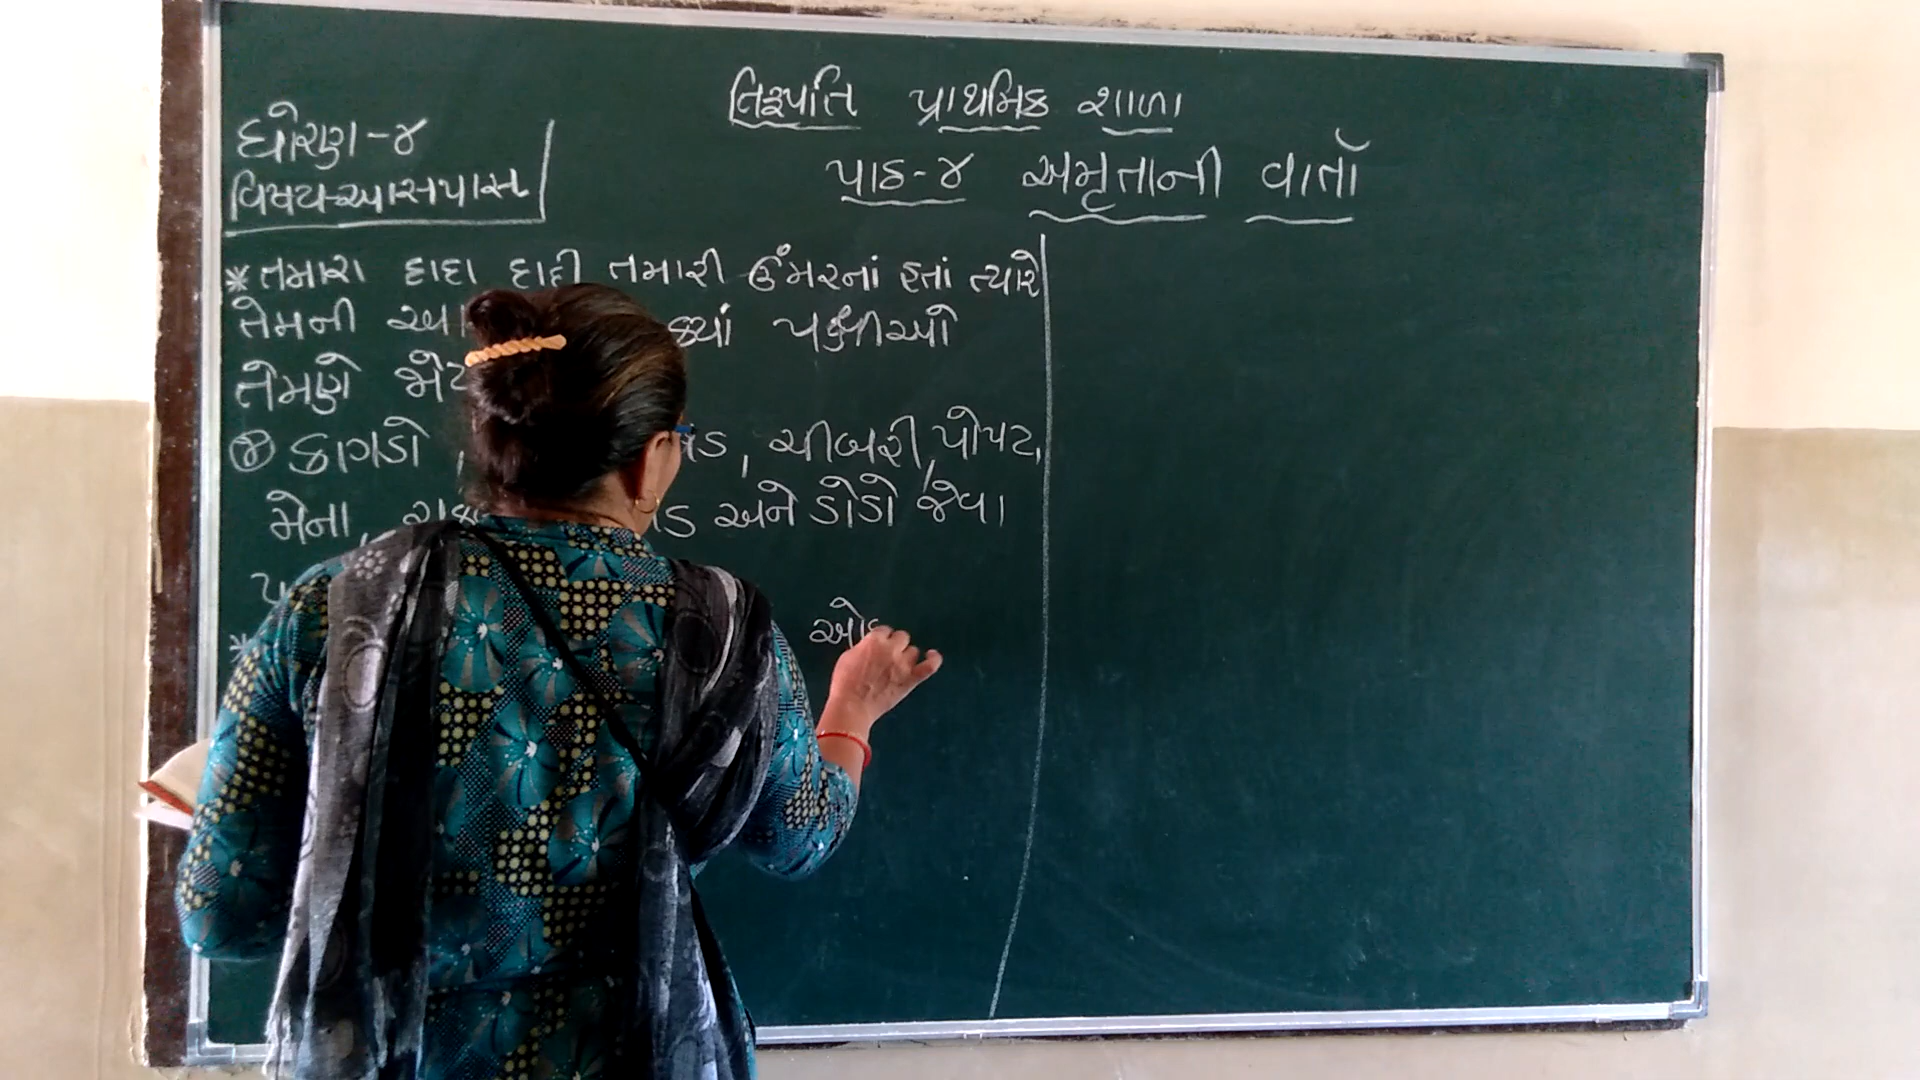 તિરૂપતિ પ્રાથમિક શાળા
ધોરણ-૪
વિષય-આસપાસ
પાઠ-૪ અમૃતાની વાર્તા
* તમારા દાદા દાદી તમારી ઉંમરનાં હતાં ત્યારે
તેમની ક્યાં પક્ષીઓ
તેમણે
કાગડો , ચીબરી, પોપટ,
મેના, અને ડોડો જેવા
*